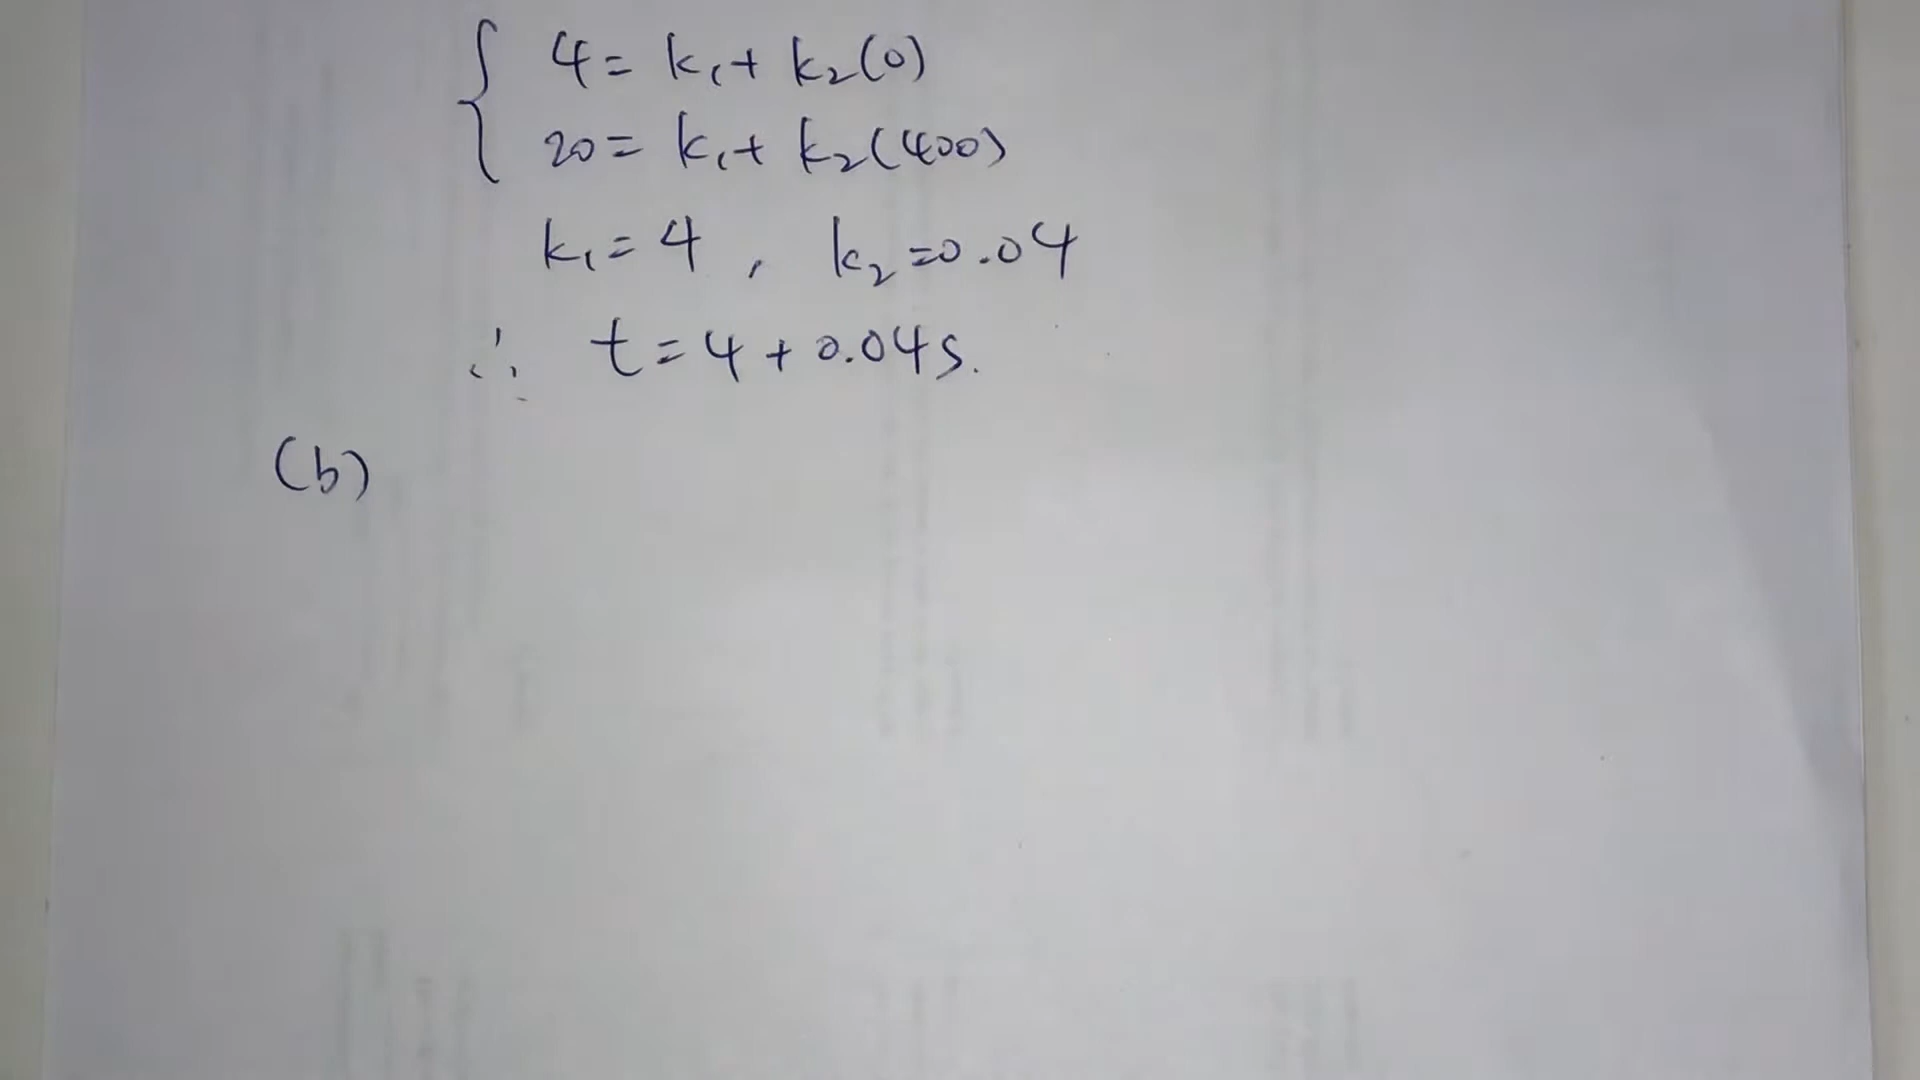 4 = k₁ + k₂(0)
20 = k₁ + k₂(400)
k₁ = 4 , k₂ = 0.04
∴ t = 4 + 0.04s.
(b)